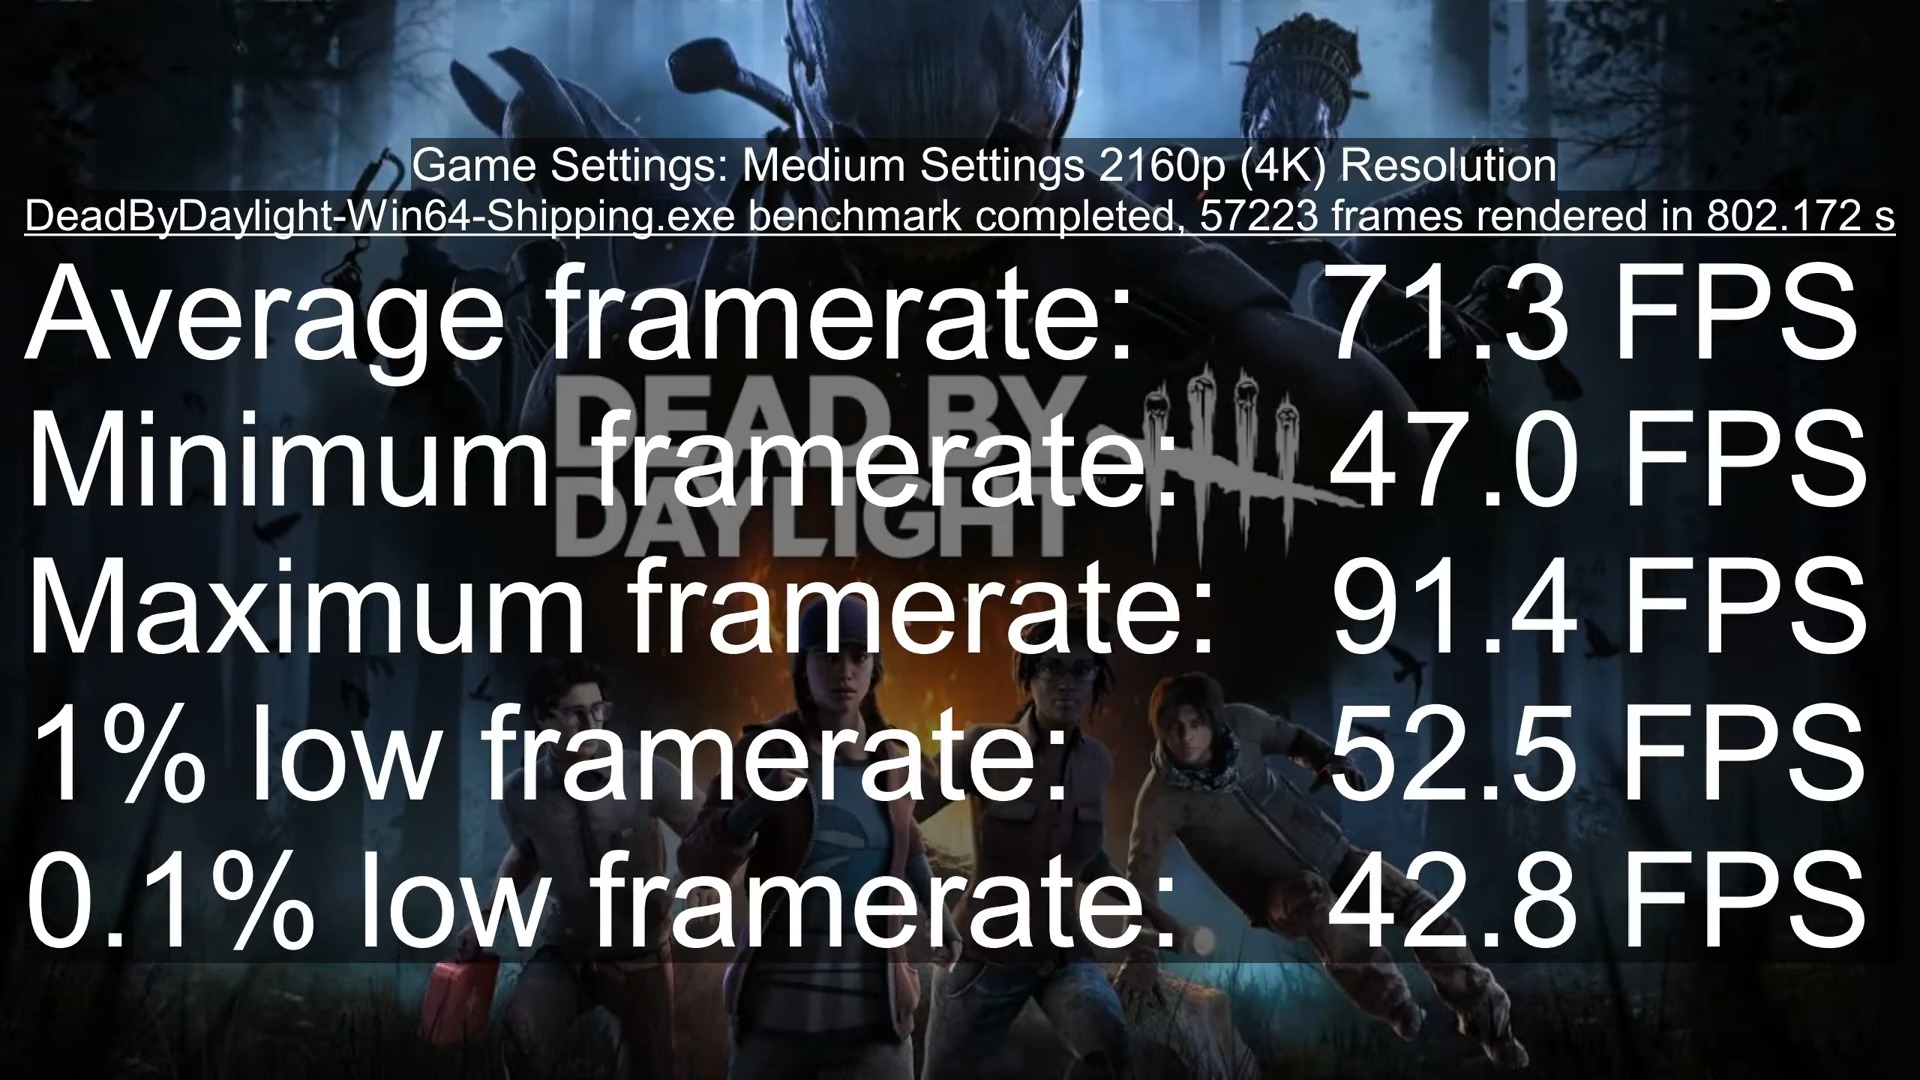 Game Settings: Medium Settings 2160p (4K) Resolution
DeadByDaylight-Win64-Shipping.exe benchmark completed, 57223 frames rendered in 802.172 s
Average framerate: 71.3 FPS
DEAD BY
Minimum framerate: 47.0 FPS
DAYLIGHT™
Maximum framerate: 91.4 FPS
1% low framerate: 52.5 FPS
0.1% low framerate: 42.8 FPS